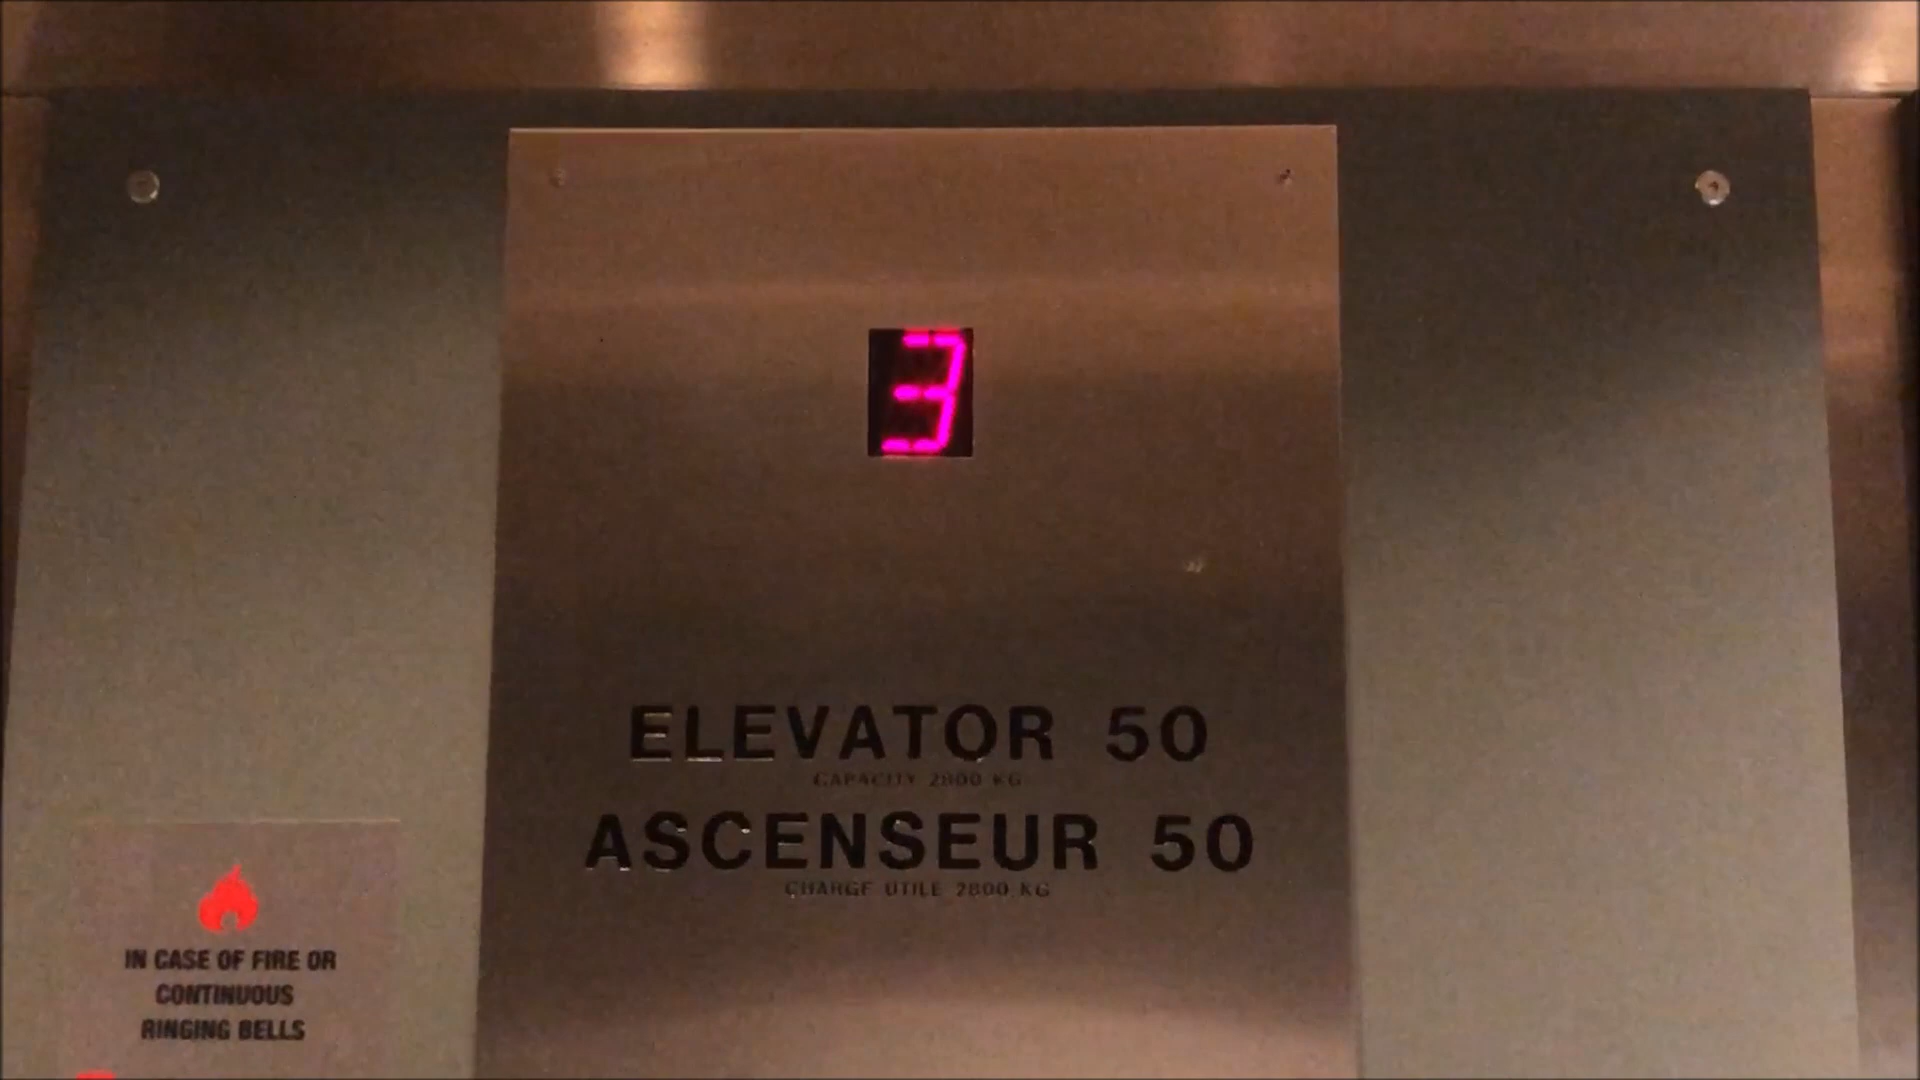 3
ELEVATOR 50
CAPACITY 2800 KG
ASCENSEUR 50
CHARGE UTILE 2800 KG
IN CASE OF FIRE OR
CONTINUOUS
RINGING BELLS